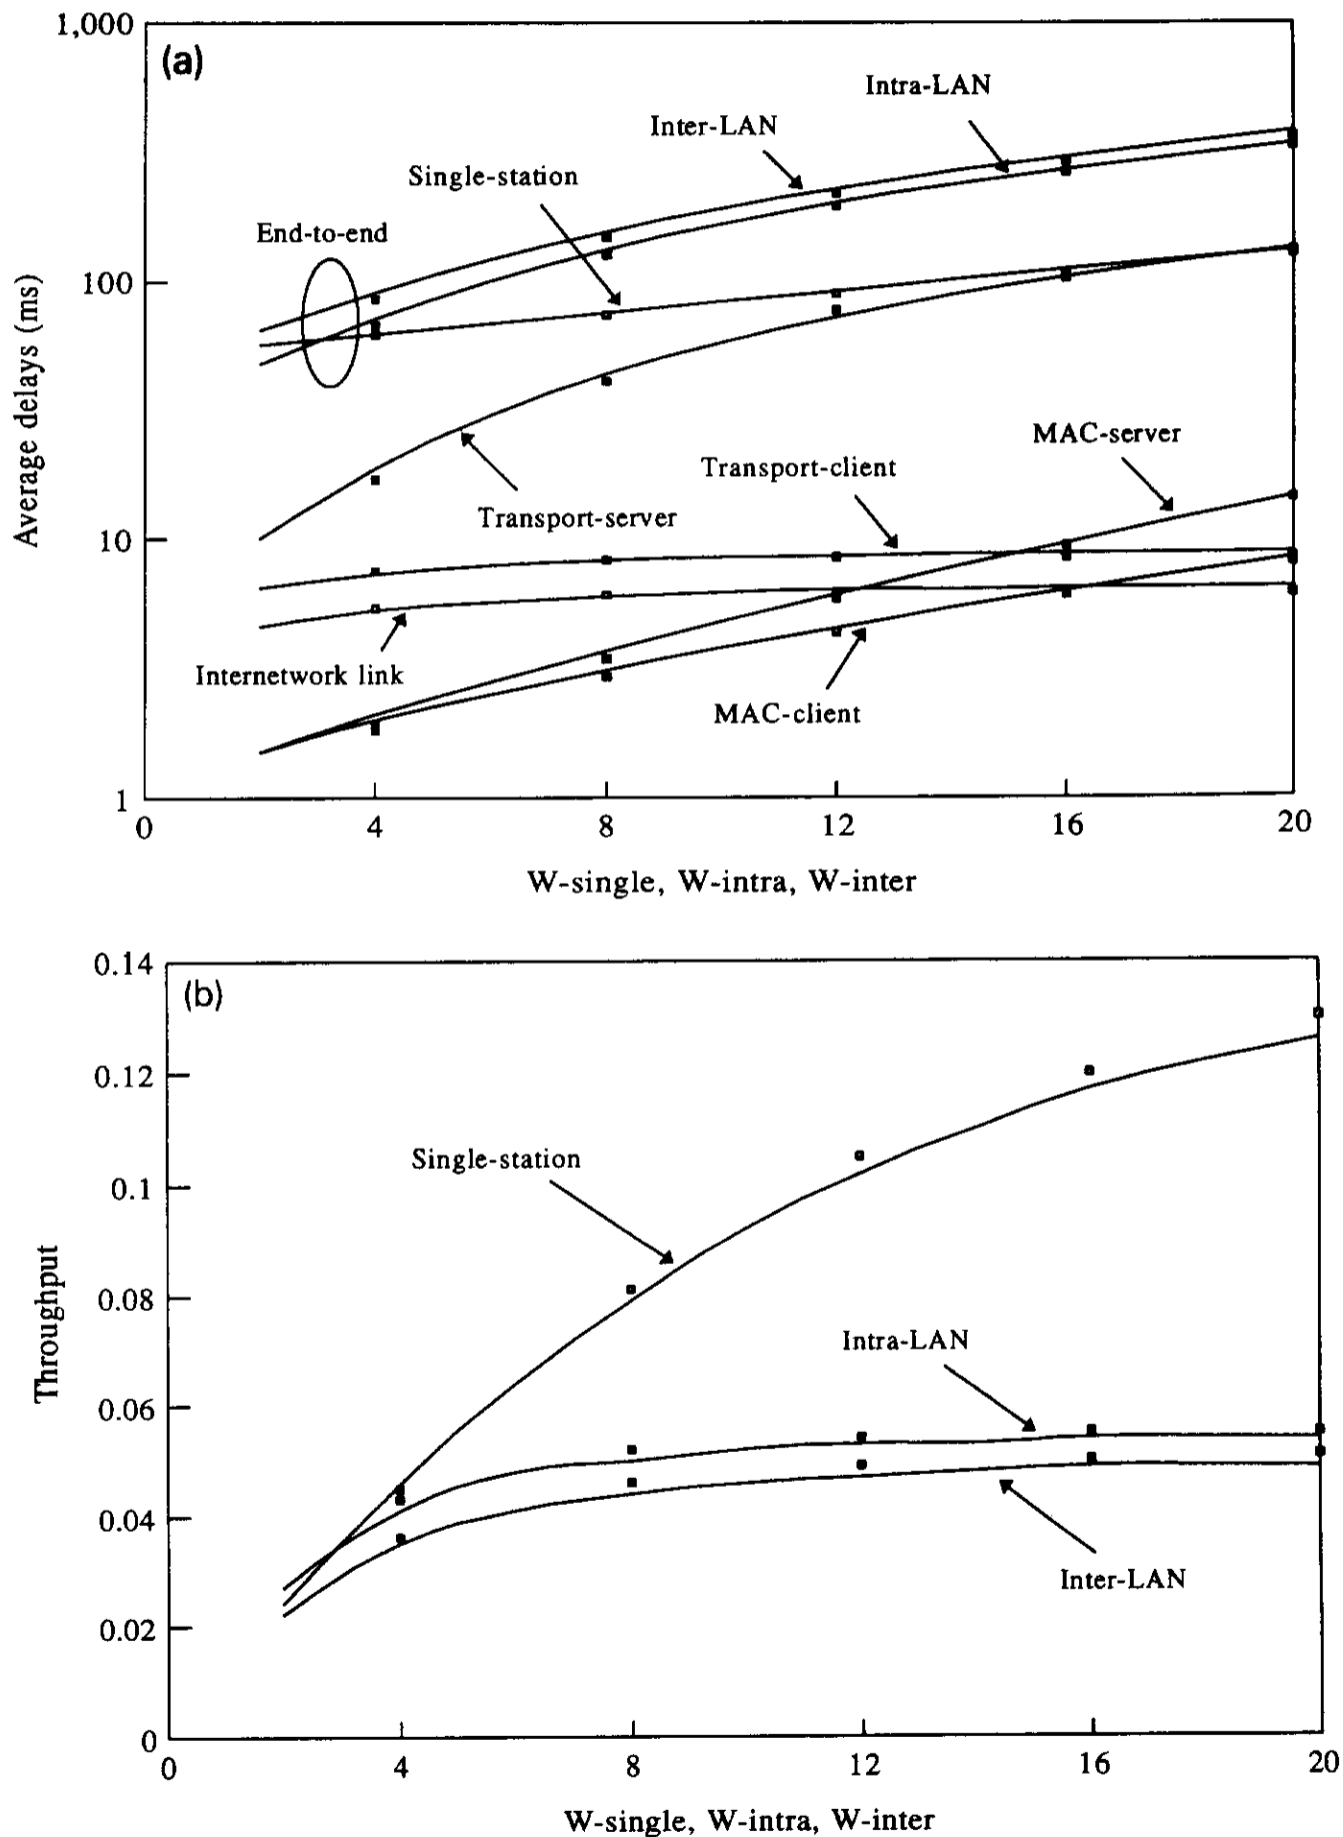 1,000
(a)
Intra-LAN
Inter-LAN
Single-station
End-to-end
100
Average delays (ms)
MAC-server
Transport-client
Transport-server
10
Internetwork link
MAC-client
1
0 4 8 12 16 20
W-single, W-intra, W-inter
0.14
(b)
0.12
Single-station
0.1
Throughput
0.08
Intra-LAN
0.06
0.04
Inter-LAN
0.02
0
0 4 8 12 16 20
W-single, W-intra, W-inter